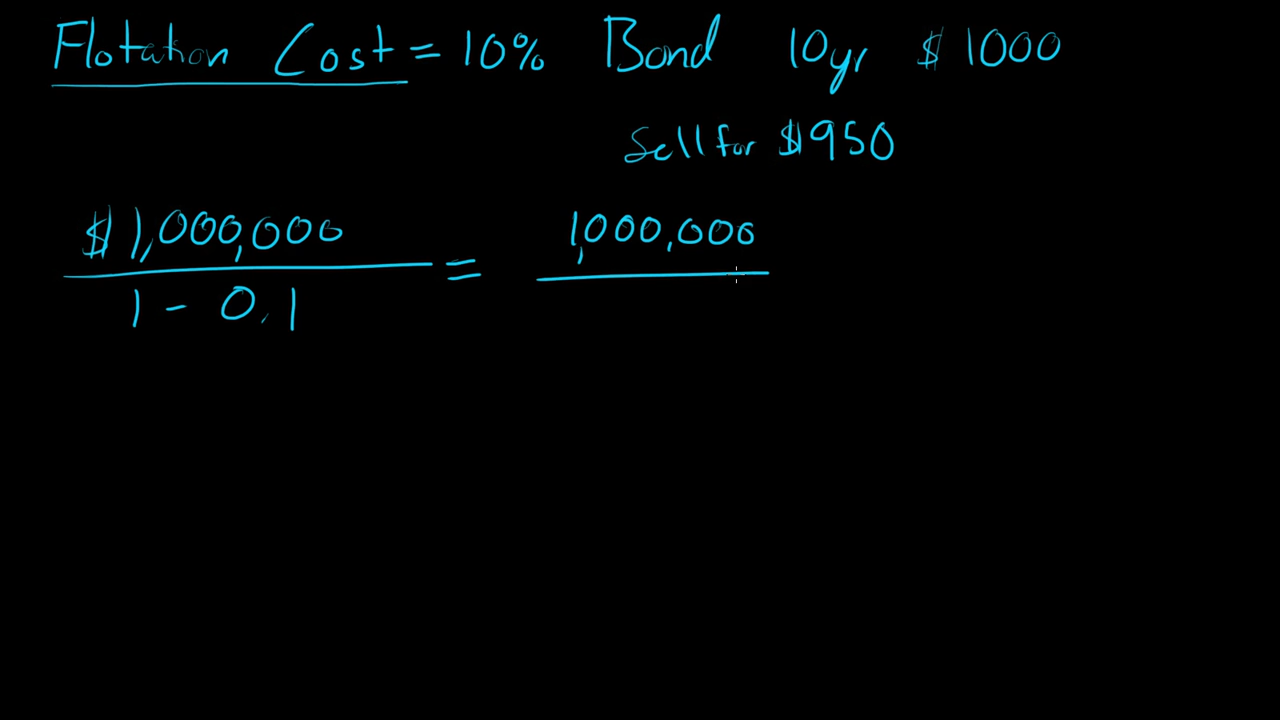 Flotation Cost = 10% Bond 10yr $1000
Sell for $950
$1,000,000 = 1,000,000
1 - 0.1